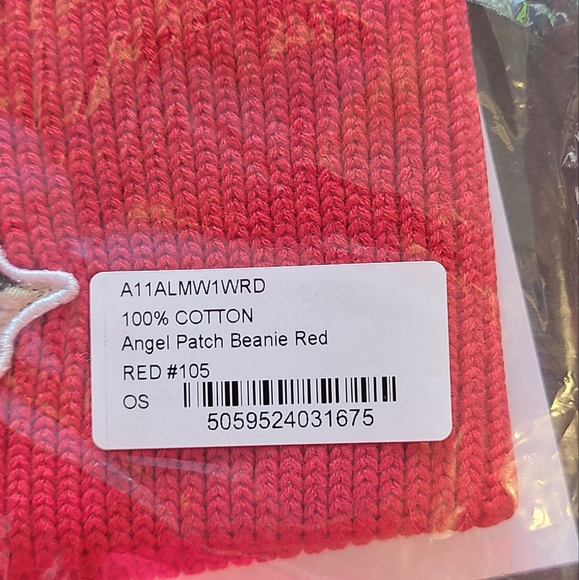 A11ALMW1WRD
100% COTTON
Angel Patch Beanie Red
RED #105
OS
5059524031675